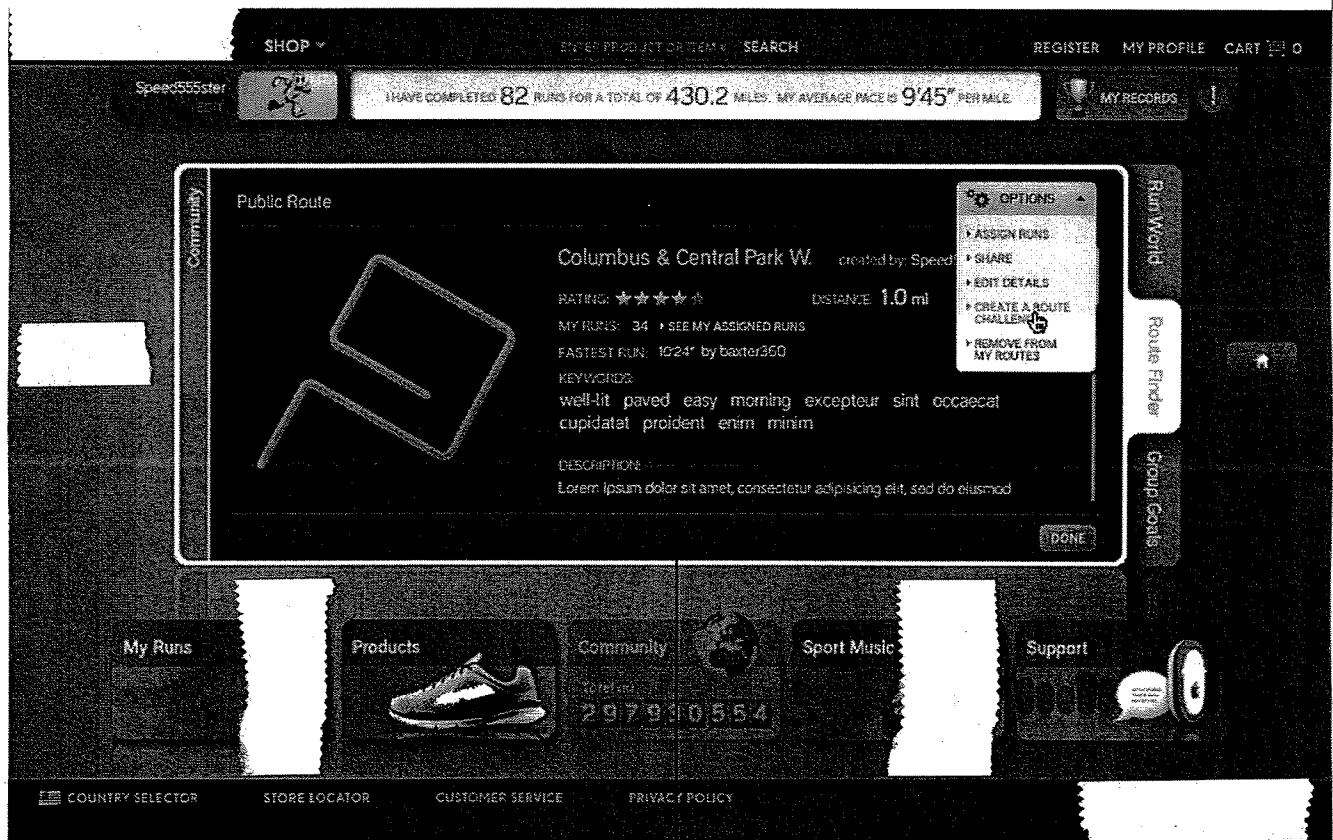 SHOP
SEARCH
REGISTER MY PROFILE CART 0
Speed555ster
I HAVE COMPLETED 82 RUNS FOR A TOTAL OF 430.2 MILES. MY AVERAGE PACE IS 9'45" PER MILE.
MY RECORDS
!
Community
Public Route
OPTIONS
ASSIGN RUNS
SHARE
EDIT DETAILS
CREATE A ROUTE
REMOVE FROM
MY ROUTES
Columbus & Central Park W. created by: Speed
RATING: DISTANCE: 1.0 ml
MY RUNS: 34 SEE MY ASSIGNED RUNS
FASTEST RUN: 10'24" by baxter360
KEYWORDS:
well-lit paved easy morning excepteur sint occaecat
cupidatat proident enim minim
DESCRIPTION:
Lorem ipsum dolor sit amet, consectetur adipisicing elit, sed do eiusmod
DONE
Run World
Route Finder
Group Goals
My Runs
Products
Community
Sport Music
Support
COUNTRY SELECTOR STORE LOCATOR CUSTOMER SERVICE PRIVACY POLICY